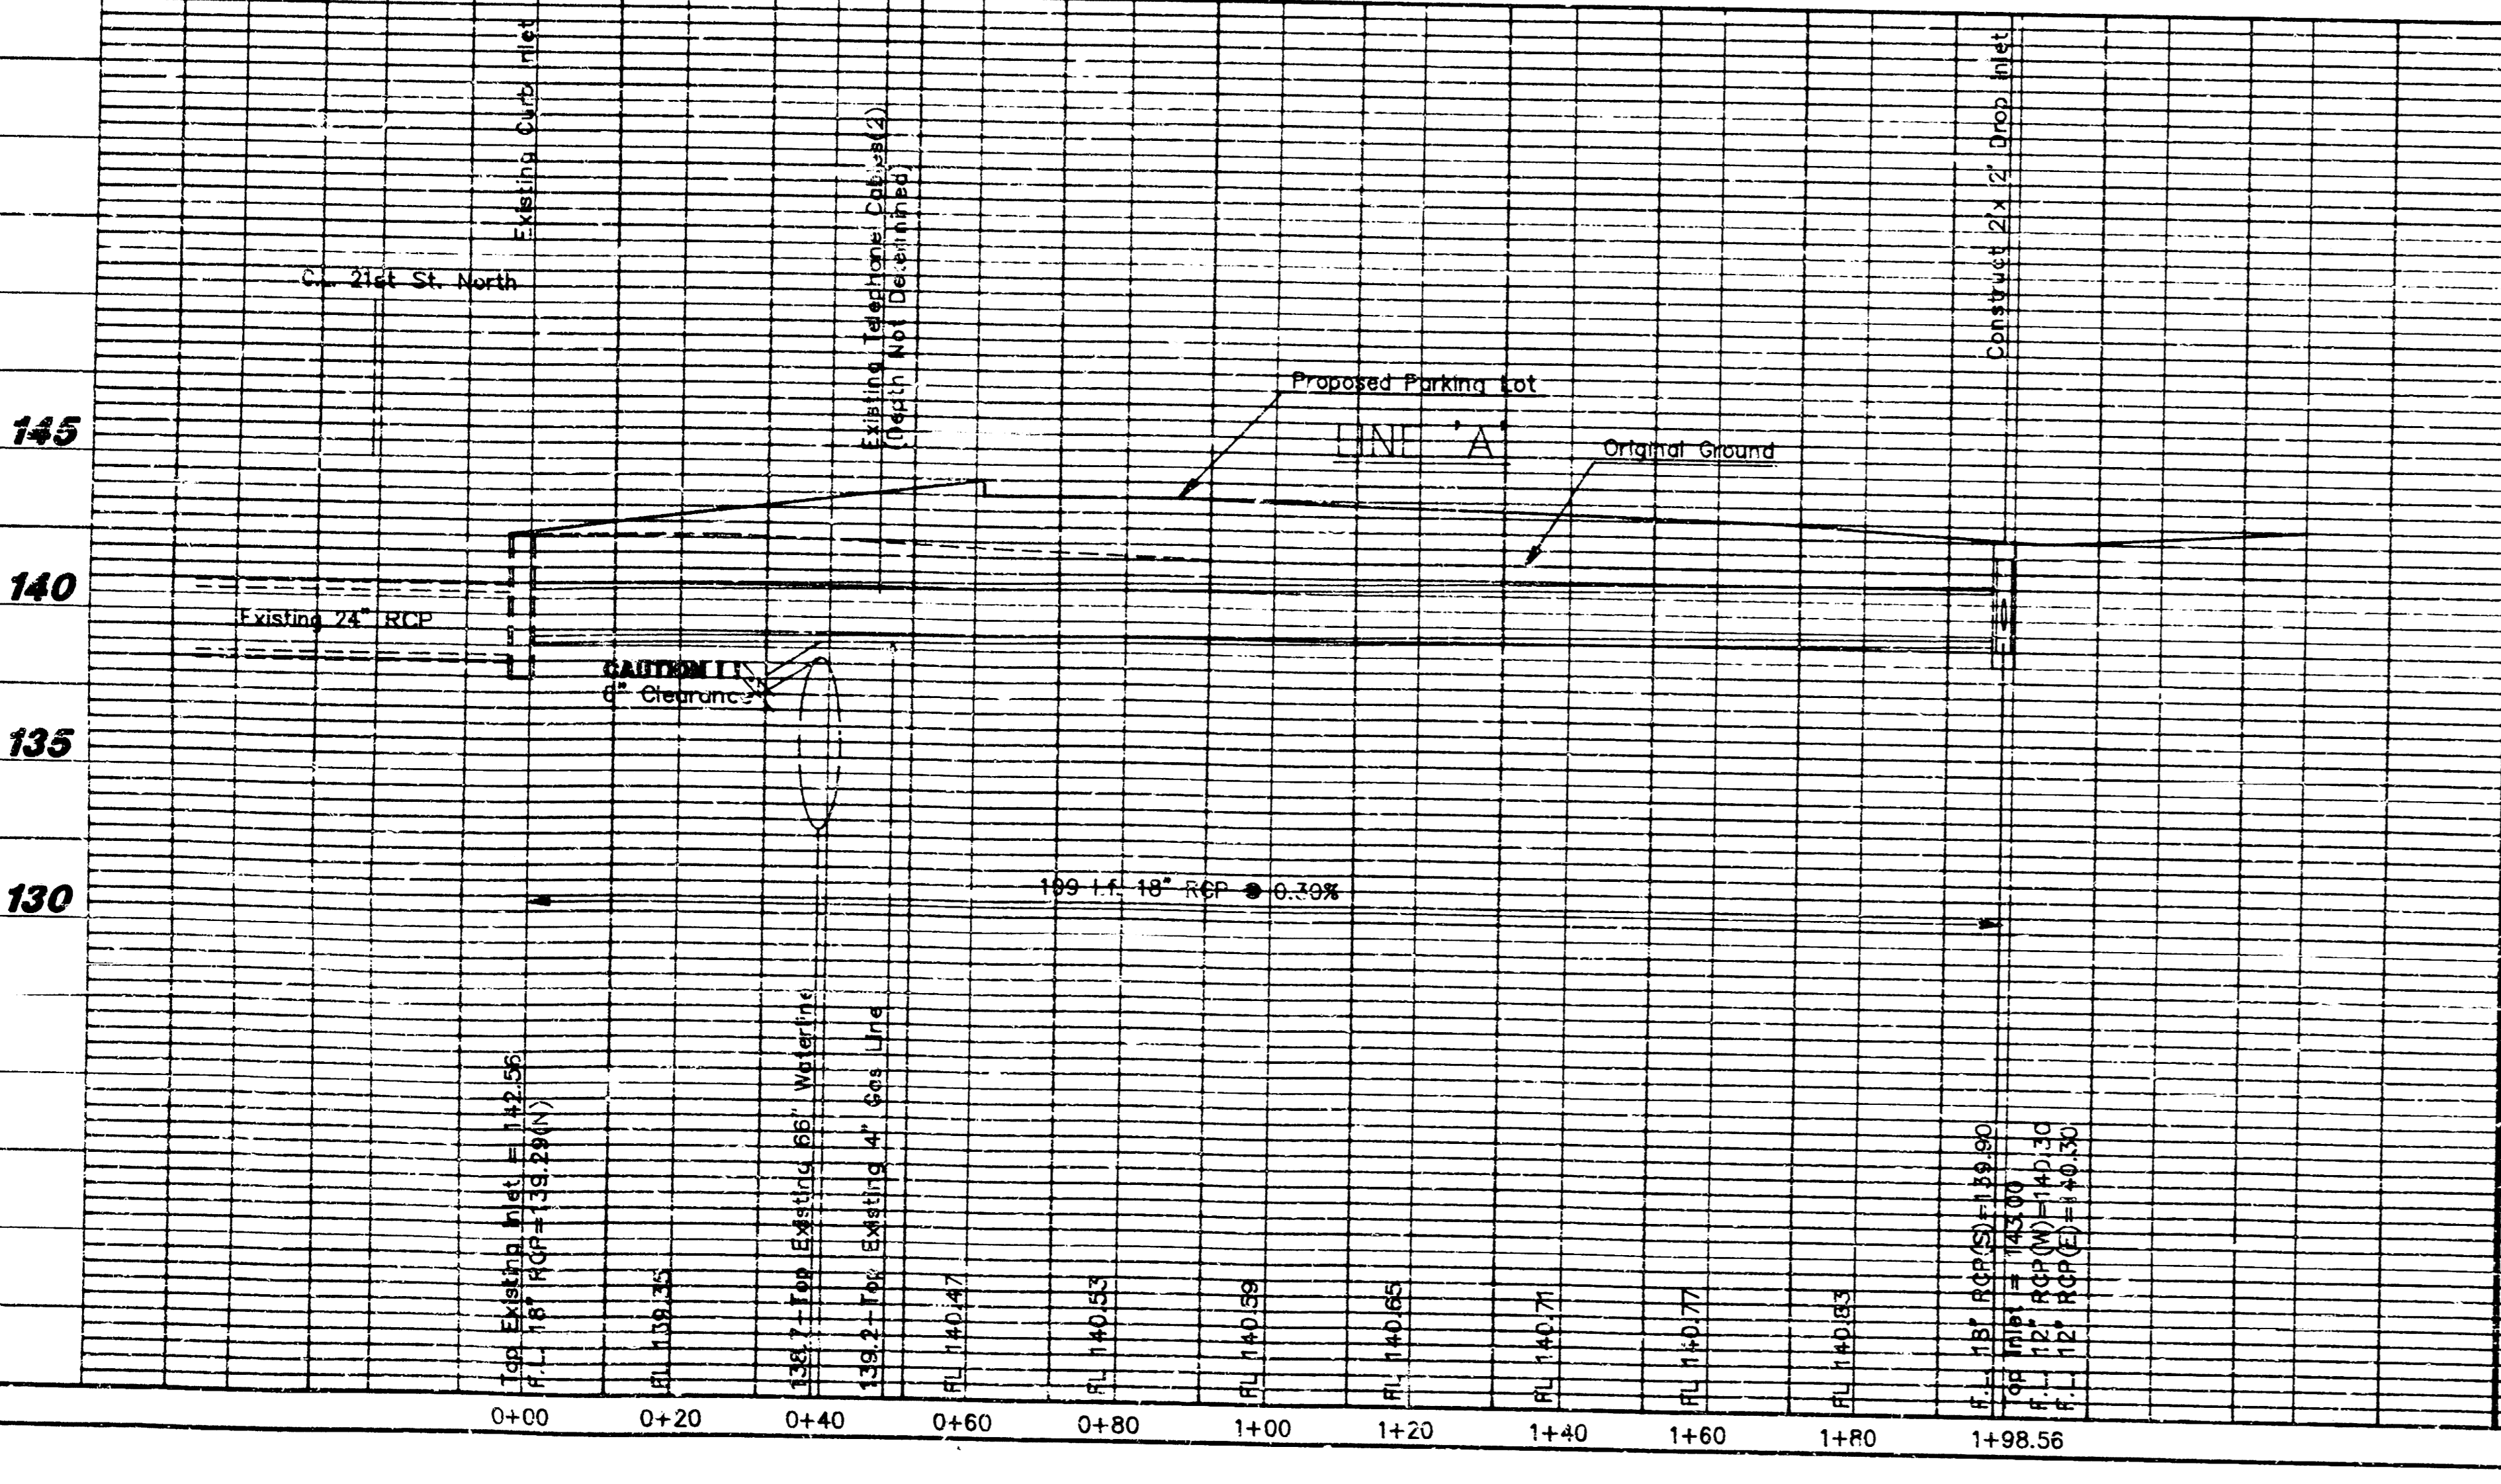 Existing Curb Inlet
Existing Telephone Cables(2)
(Depth Not Determined)
Construct 2'x 2' Drop Inlet
21st St. North
Proposed Parking Lot
LINE 'A'
Original Ground
145
140
135
130
Existing 24" RCP
CAUTION ! !
Clearance
18" RCP @ 0.30%
Top Existing Inlet = 142.56
F.L. 18" RCP=139.29(N)
FL 139.35
138.7-Top Existing 66" Waterline
139.2-Top Existing 4" Gas Line
FL 140.47
FL 140.53
FL 140.59
FL 140.65
FL 140.71
FL 140.77
FL 140.83
F.L. 18" RCP(S)=139.90
Top Inlet = 143.00
F.L. 12" RCP(W)=140.30
F.L. 12" RCP(E)=140.30
0+00
0+20
0+40
0+60
0+80
1+00
1+20
1+40
1+60
1+80
1+98.56